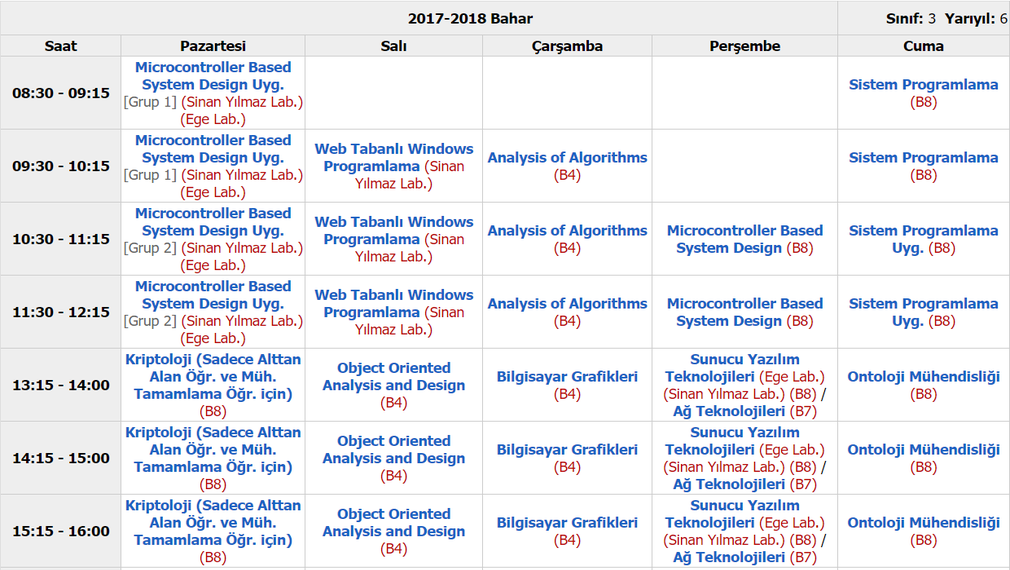 2017-2018 Bahar
Sınıf: 3 Yarıyıl: 6
Saat Pazartesi Salı Çarşamba Perşembe Cuma
08:30 - 09:15
Microcontroller Based
System Design Uyg.
[Grup 1] (Sinan Yılmaz Lab.)
(Ege Lab.)
Sistem Programlama
(B8)
09:30 - 10:15
Microcontroller Based
System Design Uyg.
[Grup 1] (Sinan Yılmaz Lab.)
(Ege Lab.)
Web Tabanlı Windows
Programlama (Sinan
Yılmaz Lab.)
Analysis of Algorithms
(B4)
Sistem Programlama
(B8)
10:30 - 11:15
Microcontroller Based
System Design Uyg.
[Grup 2] (Sinan Yılmaz Lab.)
(Ege Lab.)
Web Tabanlı Windows
Programlama (Sinan
Yılmaz Lab.)
Analysis of Algorithms
(B4)
Microcontroller Based
System Design (B8)
Sistem Programlama
Uyg. (B8)
11:30 - 12:15
Microcontroller Based
System Design Uyg.
[Grup 2] (Sinan Yılmaz Lab.)
(Ege Lab.)
Web Tabanlı Windows
Programlama (Sinan
Yılmaz Lab.)
Analysis of Algorithms
(B4)
Microcontroller Based
System Design (B8)
Sistem Programlama
Uyg. (B8)
13:15 - 14:00
Kriptoloji (Sadece Alttan
Alan Öğr. ve Müh.
Tamamlama Öğr. için)
(B8)
Object Oriented
Analysis and Design
(B4)
Bilgisayar Grafikleri
(B4)
Sunucu Yazılım
Teknolojileri (Ege Lab.)
(Sinan Yılmaz Lab.) (B8) /
Ağ Teknolojileri (B7)
Ontoloji Mühendisliği
(B8)
14:15 - 15:00
Kriptoloji (Sadece Alttan
Alan Öğr. ve Müh.
Tamamlama Öğr. için)
(B8)
Object Oriented
Analysis and Design
(B4)
Bilgisayar Grafikleri
(B4)
Sunucu Yazılım
Teknolojileri (Ege Lab.)
(Sinan Yılmaz Lab.) (B8) /
Ağ Teknolojileri (B7)
Ontoloji Mühendisliği
(B8)
15:15 - 16:00
Kriptoloji (Sadece Alttan
Alan Öğr. ve Müh.
Tamamlama Öğr. için)
(B8)
Object Oriented
Analysis and Design
(B4)
Bilgisayar Grafikleri
(B4)
Sunucu Yazılım
Teknolojileri (Ege Lab.)
(Sinan Yılmaz Lab.) (B8) /
Ağ Teknolojileri (B7)
Ontoloji Mühendisliği
(B8)